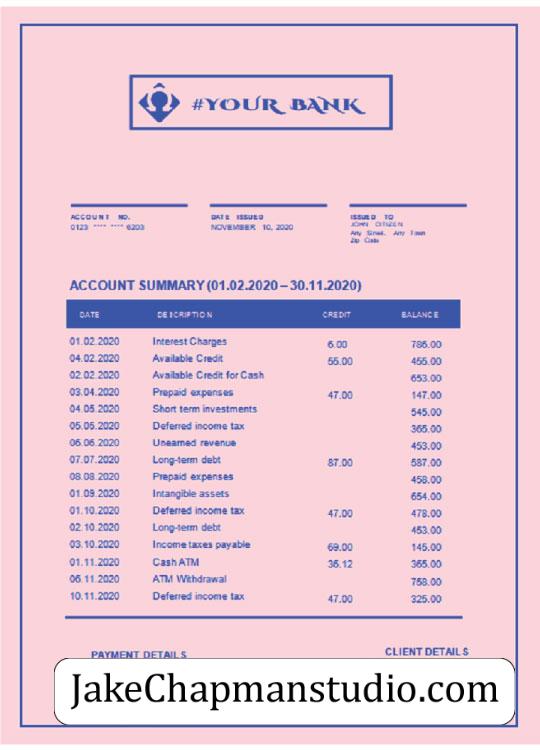 #YOUR BANK
ACCOUNT NO. DATE ISSUED ISSUED TO
0123 **** **** 6203 NOVEMBER 10, 2020 JOHN CITIZEN
Any Street, Any Town
Zip Code
ACCOUNT SUMMARY (01.02.2020 – 30.11.2020)
DATE DESCRIPTION CREDIT BALANCE
01.02.2020 Interest Charges 6.00 786.00
04.02.2020 Available Credit 55.00 455.00
02.02.2020 Available Credit for Cash 653.00
03.04.2020 Prepaid expenses 47.00 147.00
04.05.2020 Short term investments 545.00
05.05.2020 Deferred income tax 365.00
06.06.2020 Unearned revenue 453.00
07.07.2020 Long-term debt 87.00 587.00
08.08.2020 Prepaid expenses 458.00
01.09.2020 Intangible assets 654.00
01.10.2020 Deferred income tax 47.00 478.00
02.10.2020 Long-term debt 453.00
03.10.2020 Income taxes payable 69.00 145.00
01.11.2020 Cash ATM 36.12 365.00
06.11.2020 ATM Withdrawal 758.00
10.11.2020 Deferred income tax 47.00 325.00
PAYMENT DETAILS CLIENT DETAILS
JakeChapmanstudio.com